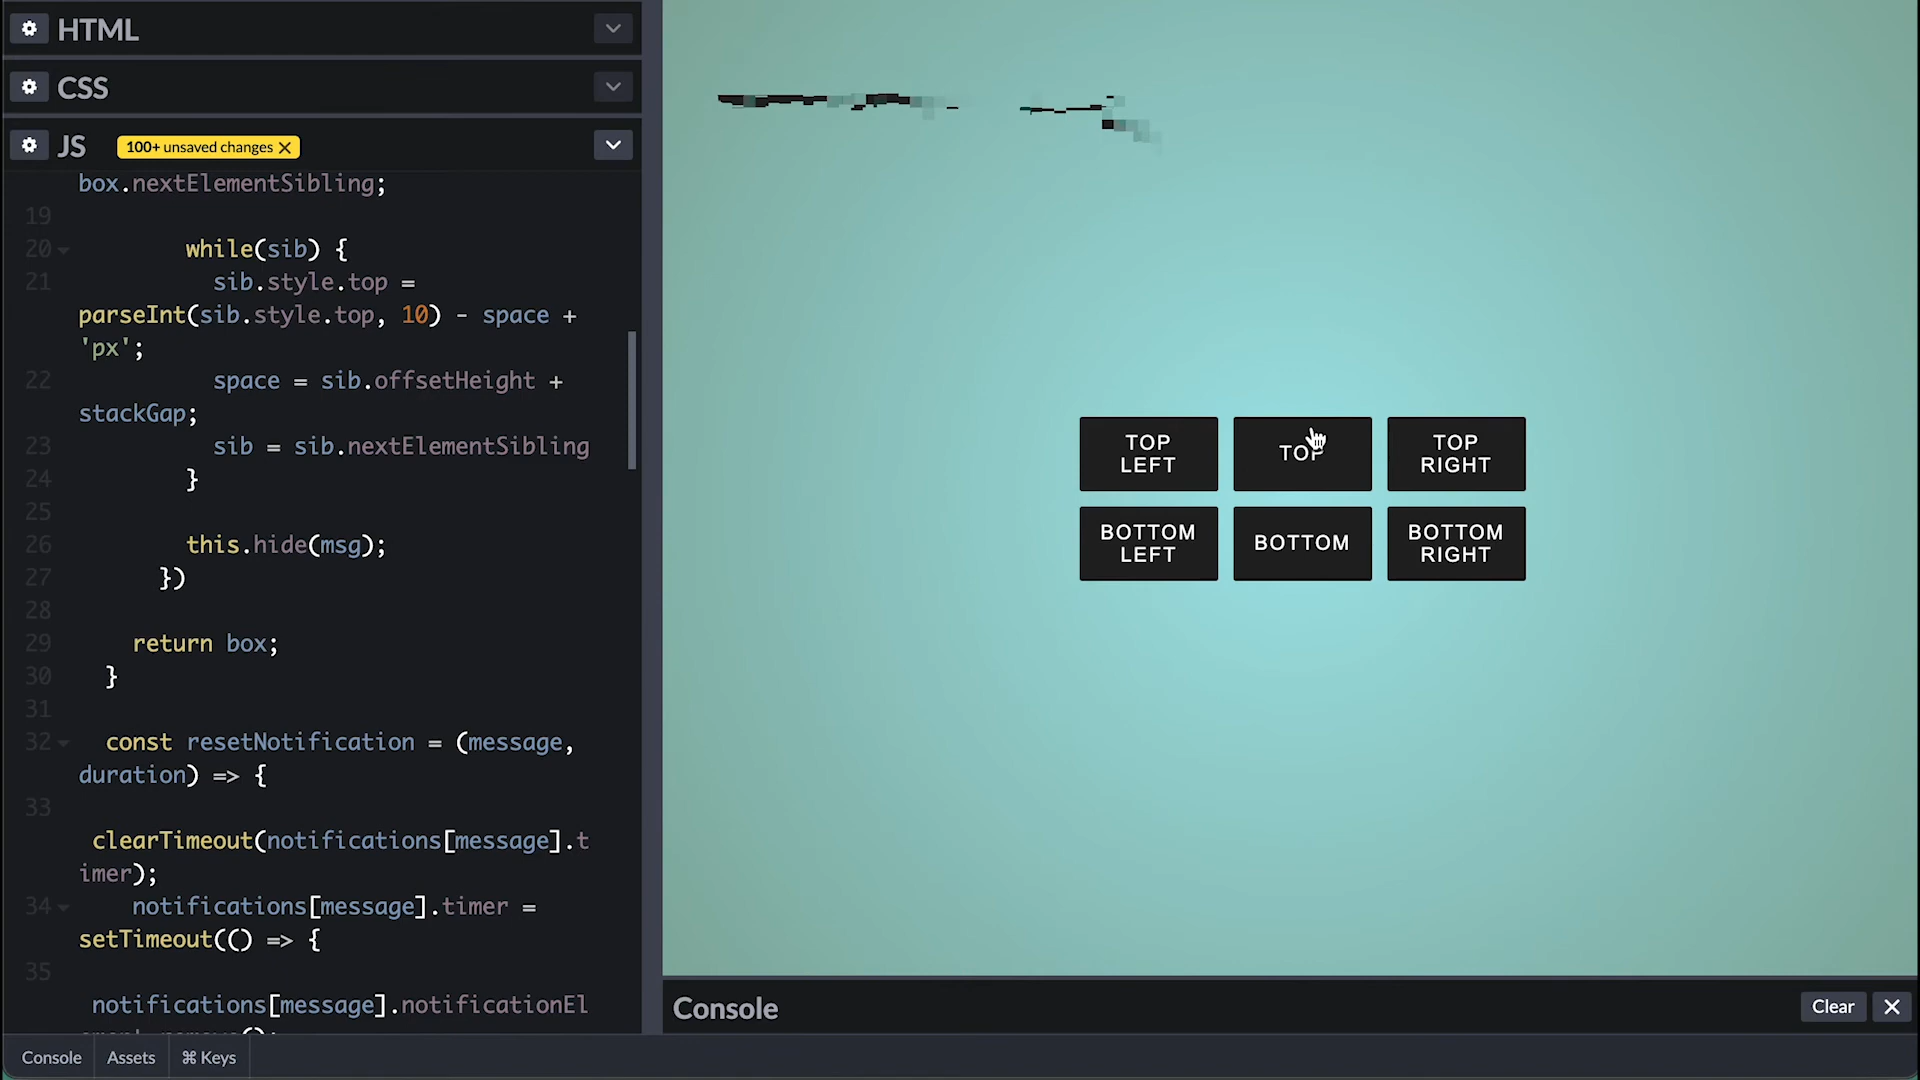 HTML
CSS
JS
100+ unsaved changes
box.nextElementSibling;
19
20 while(sib) {
21 sib.style.top =
parseInt(sib.style.top, 10) - space +
'px';
22 space = sib.offsetHeight +
stackGap;
23 sib = sib.nextElementSibling
24 }
25
26 this.hide(msg);
27 })
28
29 return box;
30 }
31
32 const resetNotification = (message,
duration) => {
33
clearTimeout(notifications[message].t
imer);
34 notifications[message].timer =
setTimeout(() => {
35
notifications[message].notificationEl
TOP
LEFT
TOP
TOP
RIGHT
BOTTOM
LEFT
BOTTOM
BOTTOM
RIGHT
Console
Clear
Console
Assets
⌘ Keys